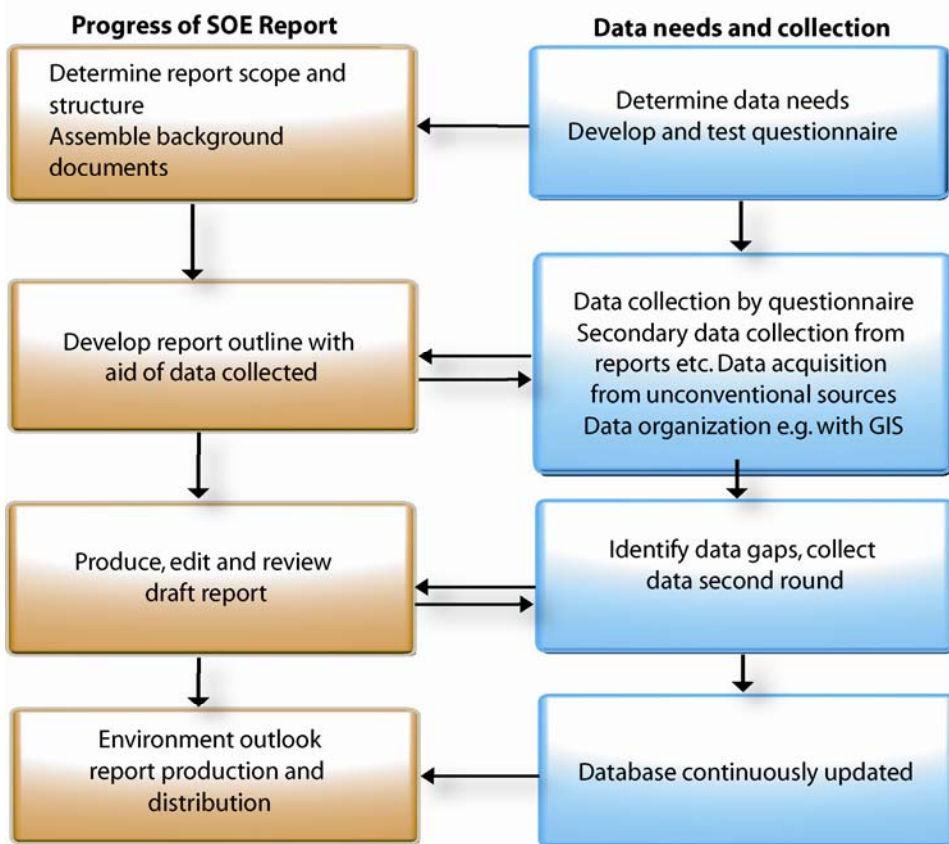 Progress of SOE Report
Data needs and collection
Determine report scope and
structure
Assemble background
documents
Determine data needs
Develop and test questionnaire
Develop report outline with
aid of data collected
Data collection by questionnaire
Secondary data collection from
reports etc. Data acquisition
from unconventional sources
Data organization e.g. with GIS
Produce, edit and review
draft report
Identify data gaps, collect
data second round
Environment outlook
report production and
distribution
Database continuously updated